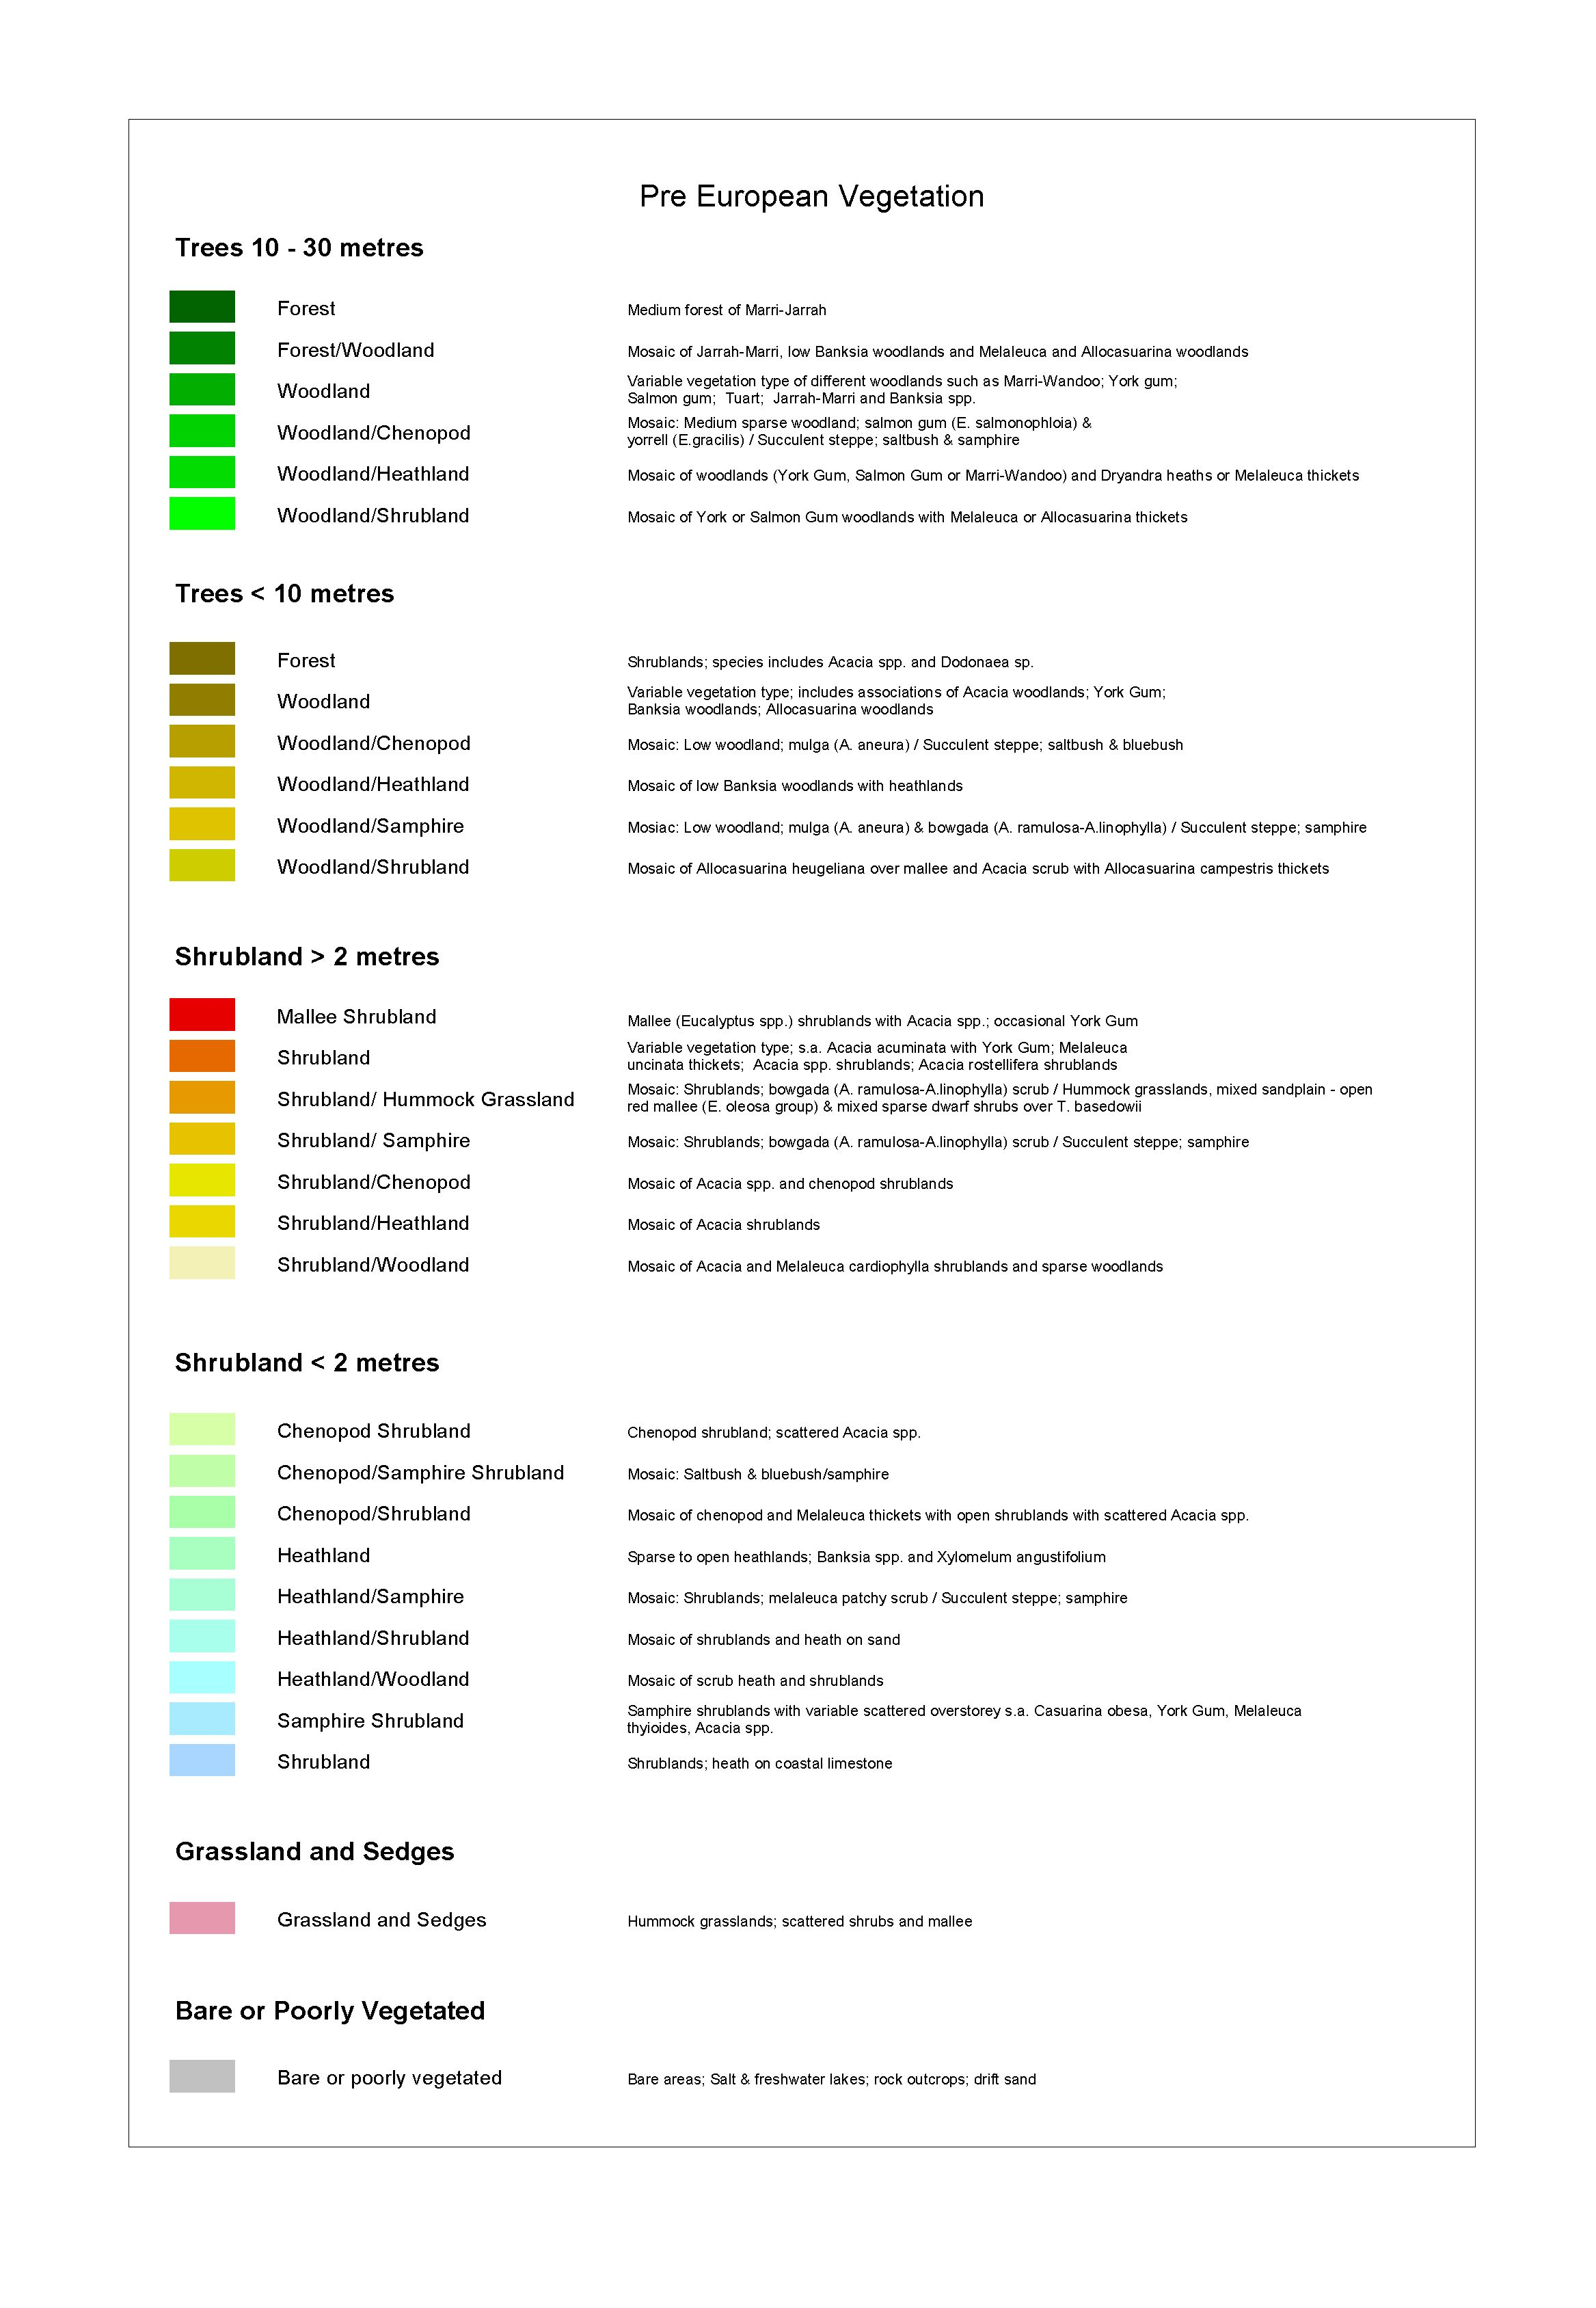 Pre European Vegetation
Trees 10 - 30 metres
Forest
Medium forest of Marri-Jarrah
Forest/Woodland
Mosaic of Jarrah-Marri, low Banksia woodlands and Melaleuca and Allocasuarina woodlands
Woodland
Variable vegetation type of different woodlands such as Marri-Wandoo; York gum;
Salmon gum; Tuart; Jarrah-Marri and Banksia spp.
Woodland/Chenopod
Mosaic: Medium sparse woodland; salmon gum (E. salmonophloia) &
yorrell (E.gracilis) / Succulent steppe; saltbush & samphire
Woodland/Heathland
Mosaic of woodlands (York Gum, Salmon Gum or Marri-Wandoo) and Dryandra heaths or Melaleuca thickets
Woodland/Shrubland
Mosaic of York or Salmon Gum woodlands with Melaleuca or Allocasuarina thickets
Trees < 10 metres
Forest
Shrublands; species includes Acacia spp. and Dodonaea sp.
Woodland
Variable vegetation type; includes associations of Acacia woodlands; York Gum;
Banksia woodlands; Allocasuarina woodlands
Woodland/Chenopod
Mosaic: Low woodland; mulga (A. aneura) / Succulent steppe; saltbush & bluebush
Woodland/Heathland
Mosaic of low Banksia woodlands with heathlands
Woodland/Samphire
Mosiac: Low woodland; mulga (A. aneura) & bowgada (A. ramulosa-A.linophylla) / Succulent steppe; samphire
Woodland/Shrubland
Mosaic of Allocasuarina heugeliana over mallee and Acacia scrub with Allocasuarina campestris thickets
Shrubland > 2 metres
Mallee Shrubland
Mallee (Eucalyptus spp.) shrublands with Acacia spp.; occasional York Gum
Shrubland
Variable vegetation type; s.a. Acacia acuminata with York Gum; Melaleuca
uncinata thickets; Acacia spp. shrublands; Acacia rostellifera shrublands
Shrubland/ Hummock Grassland
Mosaic: Shrublands; bowgada (A. ramulosa-A.linophylla) scrub / Hummock grasslands, mixed sandplain - open
red mallee (E. oleosa group) & mixed sparse dwarf shrubs over T. basedowii
Shrubland/ Samphire
Mosaic: Shrublands; bowgada (A. ramulosa-A.linophylla) scrub / Succulent steppe; samphire
Shrubland/Chenopod
Mosaic of Acacia spp. and chenopod shrublands
Shrubland/Heathland
Mosaic of Acacia shrublands
Shrubland/Woodland
Mosaic of Acacia and Melaleuca cardiophylla shrublands and sparse woodlands
Shrubland < 2 metres
Chenopod Shrubland
Chenopod shrubland; scattered Acacia spp.
Chenopod/Samphire Shrubland
Mosaic: Saltbush & bluebush/samphire
Chenopod/Shrubland
Mosaic of chenopod and Melaleuca thickets with open shrublands with scattered Acacia spp.
Heathland
Sparse to open heathlands; Banksia spp. and Xylomelum angustifolium
Heathland/Samphire
Mosaic: Shrublands; melaleuca patchy scrub / Succulent steppe; samphire
Heathland/Shrubland
Mosaic of shrublands and heath on sand
Heathland/Woodland
Mosaic of scrub heath and shrublands
Samphire Shrubland
Samphire shrublands with variable scattered overstorey s.a. Casuarina obesa, York Gum, Melaleuca
thyioides, Acacia spp.
Shrubland
Shrublands; heath on coastal limestone
Grassland and Sedges
Grassland and Sedges
Hummock grasslands; scattered shrubs and mallee
Bare or Poorly Vegetated
Bare or poorly vegetated
Bare areas; Salt & freshwater lakes; rock outcrops; drift sand